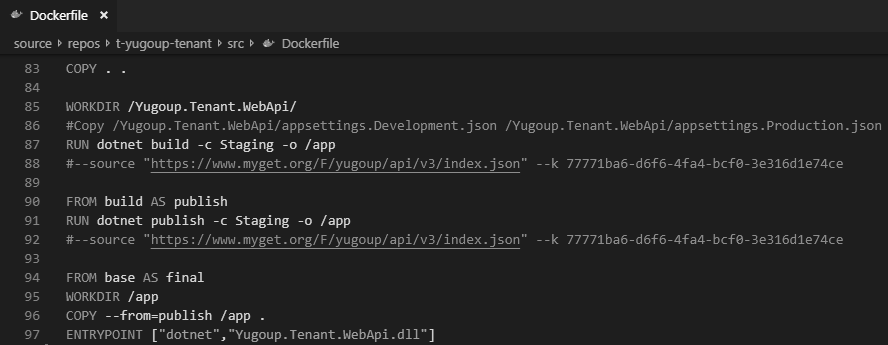 Dockerfile ×
source repos t-yugoup-tenant src Dockerfile
83 COPY . .
84
85 WORKDIR /Yugoup.Tenant.WebApi/
86 #Copy /Yugoup.Tenant.WebApi/appsettings.Development.json /Yugoup.Tenant.WebApi/appsettings.Production.json
87 RUN dotnet build -c Staging -o /app
88 #--source "https://www.myget.org/F/yugoup/api/v3/index.json" --k 77771ba6-d6f6-4fa4-bcf0-3e316d1e74ce
89
90 FROM build AS publish
91 RUN dotnet publish -c Staging -o /app
92 #--source "https://www.myget.org/F/yugoup/api/v3/index.json" --k 77771ba6-d6f6-4fa4-bcf0-3e316d1e74ce
93
94 FROM base AS final
95 WORKDIR /app
96 COPY --from=publish /app .
97 ENTRYPOINT ["dotnet","Yugoup.Tenant.WebApi.dll"]